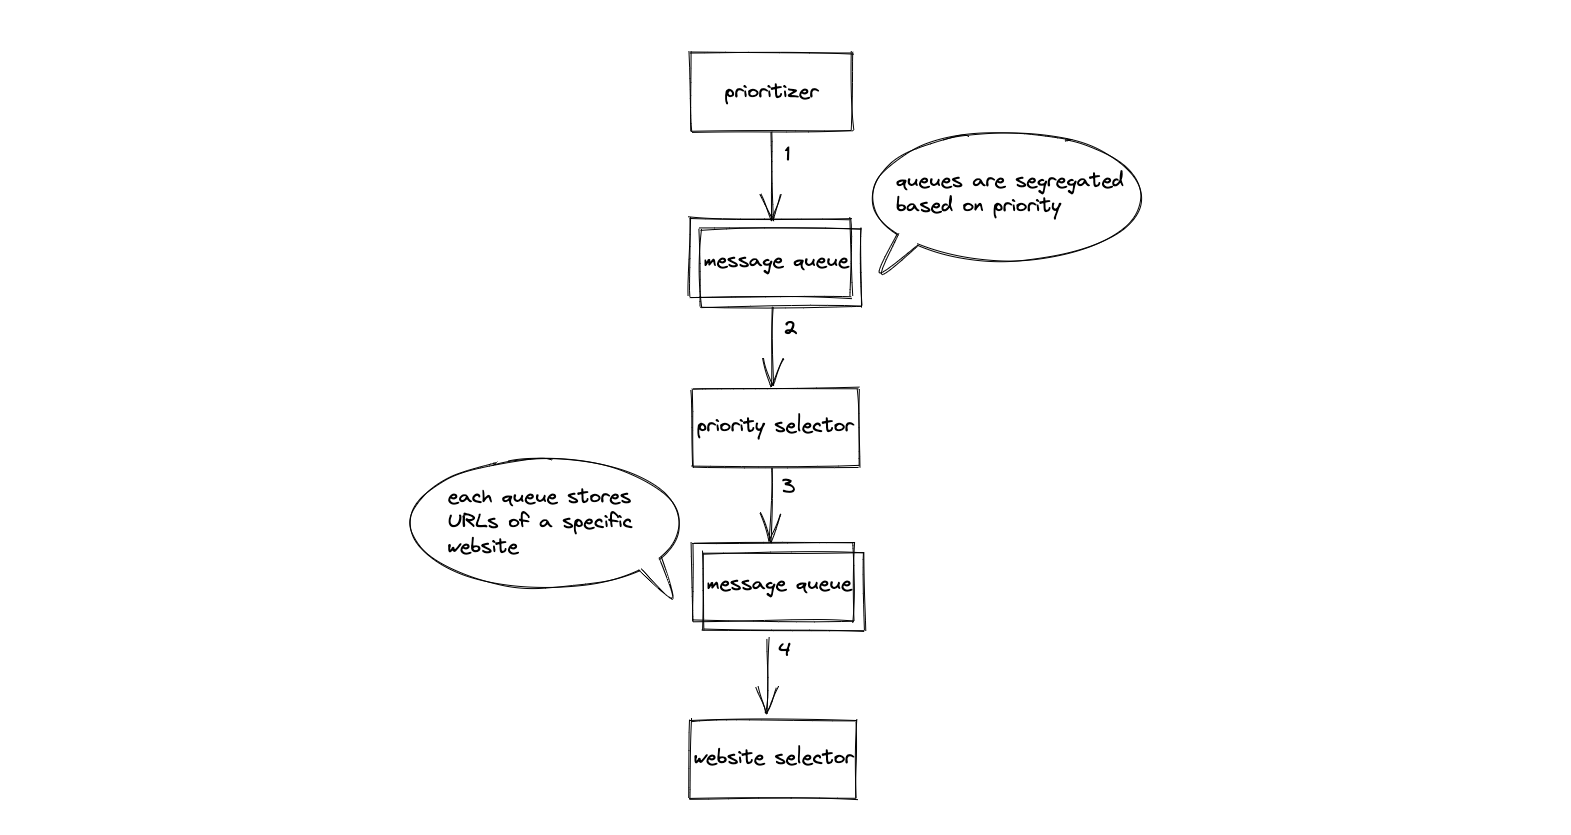 prioritizer
1
queues are segregated
based on priority
message queue
2
priority selector
3
each queue stores
URLs of a specific
website
message queue
4
website selector